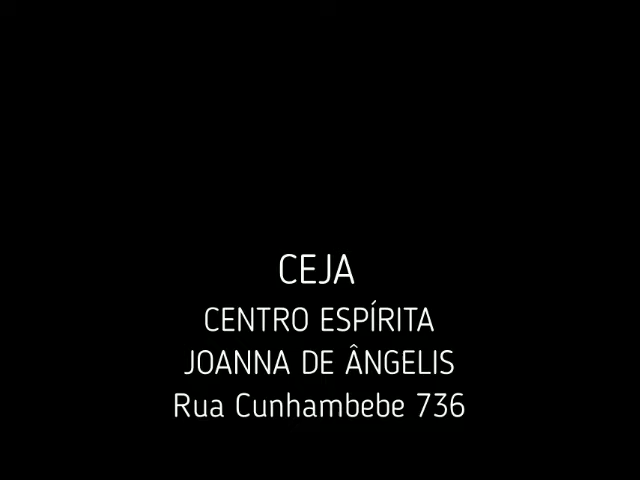 CEJA
CENTRO ESPÍRITA
JOANNA DE ÂNGELIS
Rua Cunhambebe 736